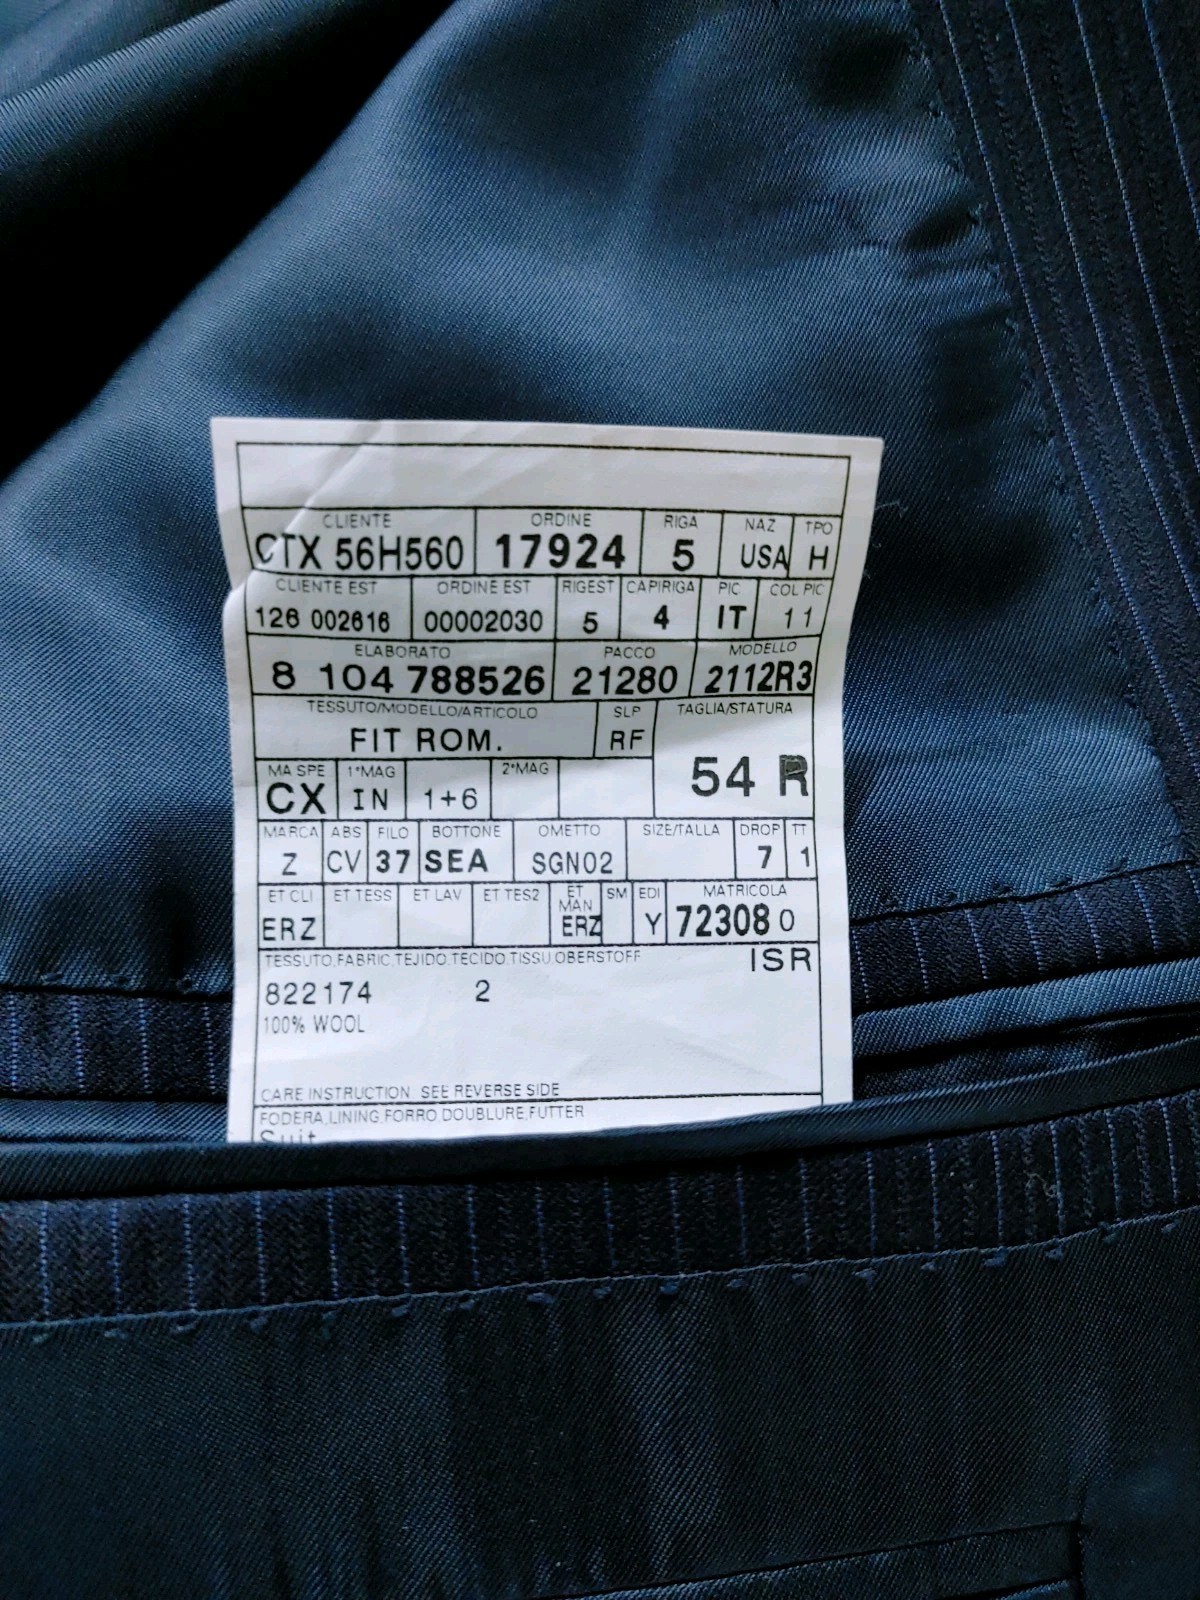 CLIENTE ORDINE RIGA NAZ TPO
CTX 56H560 17924 5 USA H
CLIENTE EST ORDINE EST RIGEST CAPIRIGA PIC COL PIC
128 002616 00002030 5 4 IT 11
ELABORATO PACCO MODELLO
8 104 788526 21280 2112R3
TESSUTO/MODELLO/ARTICOLO SLP TAGLIA/STATURA
FIT ROM. RF 54 R
MA SPE 1°MAG 2°MAG
CX IN 1+6
MARCA ABS FILO BOTTONE OMETTO SIZE/TALLA DROP TT
Z CV 37 SEA SGN02 7 1
ET CLI ET TESS ET LAV ET TES2 ET MAN SM EDI MATRICOLA
ERZ ERZ Y 72308 0
TESSUTO,FABRIC,TEJIDO,TECIDO,TISSU,OBERSTOFF ISR
822174 2
100% WOOL
CARE INSTRUCTION SEE REVERSE SIDE
FODERA,LINING,FORRO,DOUBLURE,FUTTER
Suit